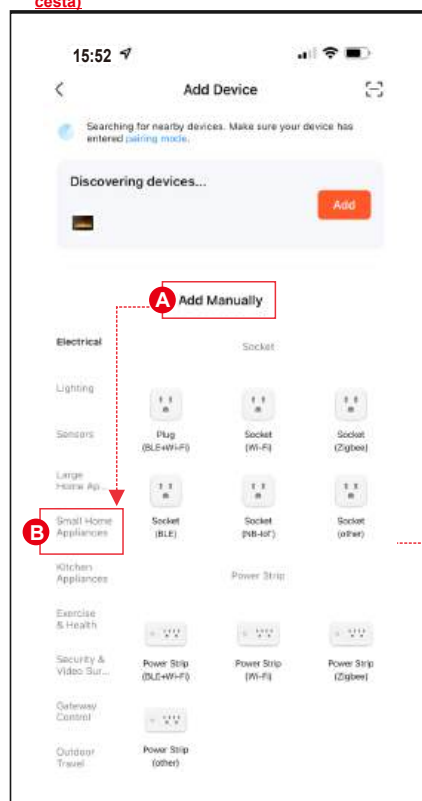 cesta)
15:52
Add Device
Searching for nearby devices. Make sure your device has
entered pairing mode.
Discovering devices...
Add
A Add Manually
Electrical
Socket
Lighting
Sensors
Plug
(BLE+Wi-Fi)
Socket
(Wi-Fi)
Socket
(Zigbee)
Large
Home Ap...
B Small Home
Appliances
Socket
(BLE)
Socket
(NB-IoT)
Socket
(other)
Kitchen
Appliances
Power Strip
Exercise
& Health
Security &
Video Sur...
Power Strip
(BLE+Wi-Fi)
Power Strip
(Wi-Fi)
Power Strip
(Zigbee)
Gateway
Control
Outdoor
Travel
Power Strip
(other)